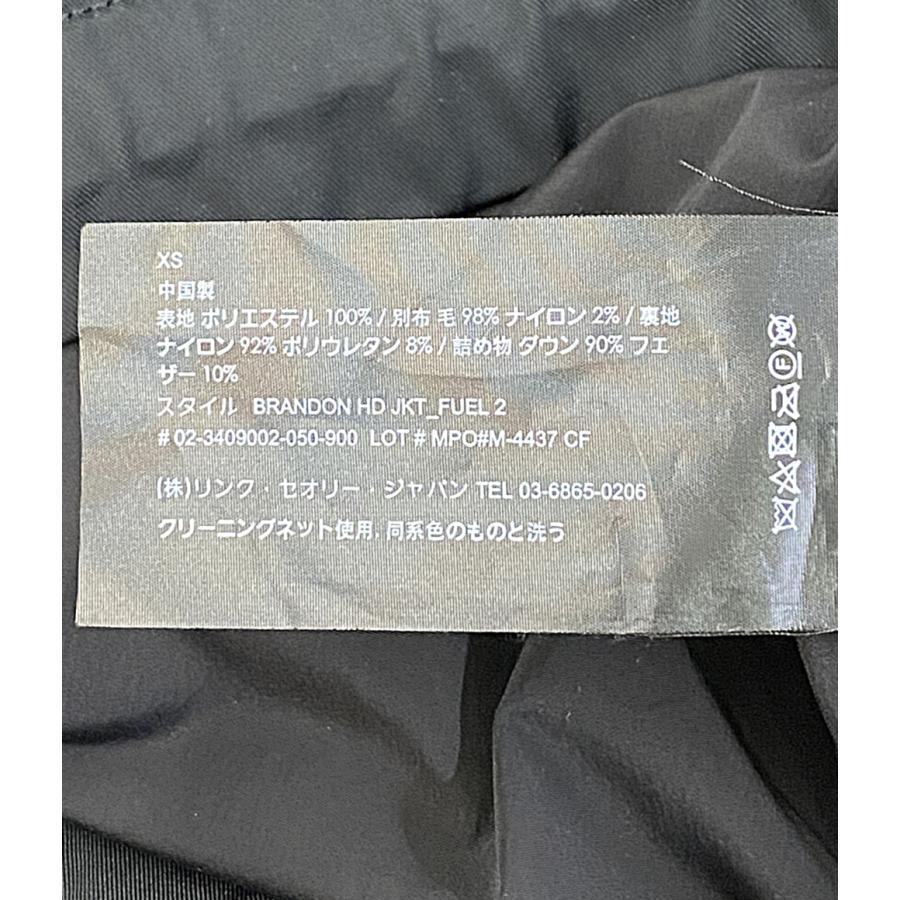 XS
中国製
表地 ポリエステル 100% / 別布 毛 98% ナイロン 2% / 裏地
ナイロン 92% ポリウレタン 8% / 詰め物 ダウン 90% フェ
ザー 10%
スタイル BRANDON HD JKT_FUEL 2
# 02-3409002-050-900 LOT # MPO#M-4437 CF
(株)リンク・セオリー・ジャパン TEL 03-6865-0206
クリーニングネット使用, 同系色のものと洗う
F